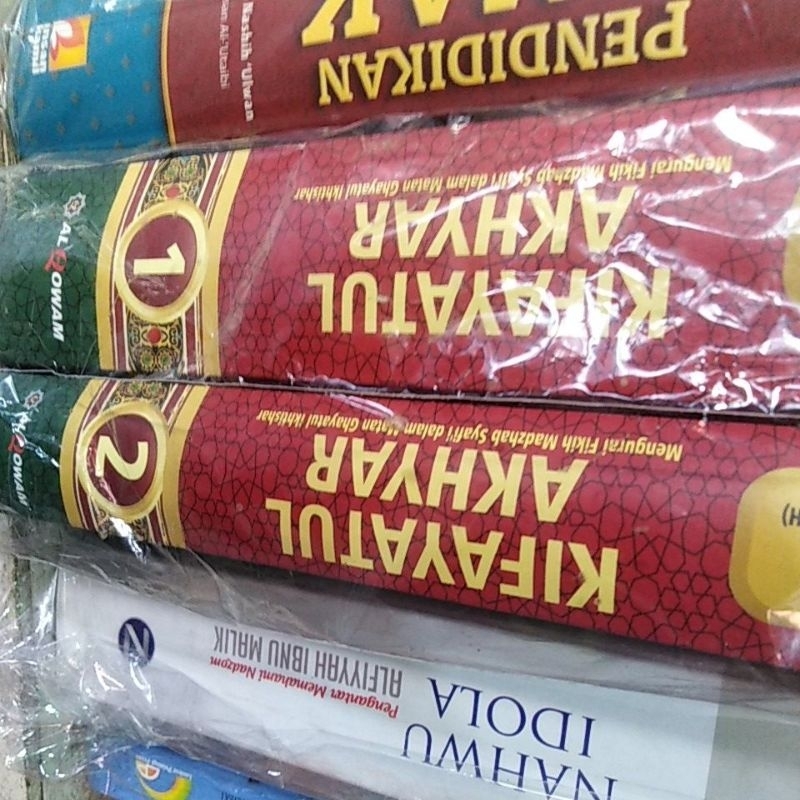 PENDIDIKAN
Nashih 'Ulwan
KIFAYATUL
AKHYAR
Mengurai Fikih Madzhab Syafi'i dalam Matan Ghayatul Ikhtishar
1
AL QOWAM
KIFAYATUL
AKHYAR
Mengurai Fikih Madzhab Syafi'i dalam Matan Ghayatul Ikhtishar
2
AL QOWAM
NAHWU
IDOLA
Pengantar Memahami Nadzom
ALFIYYAH IBNU MALIK
N